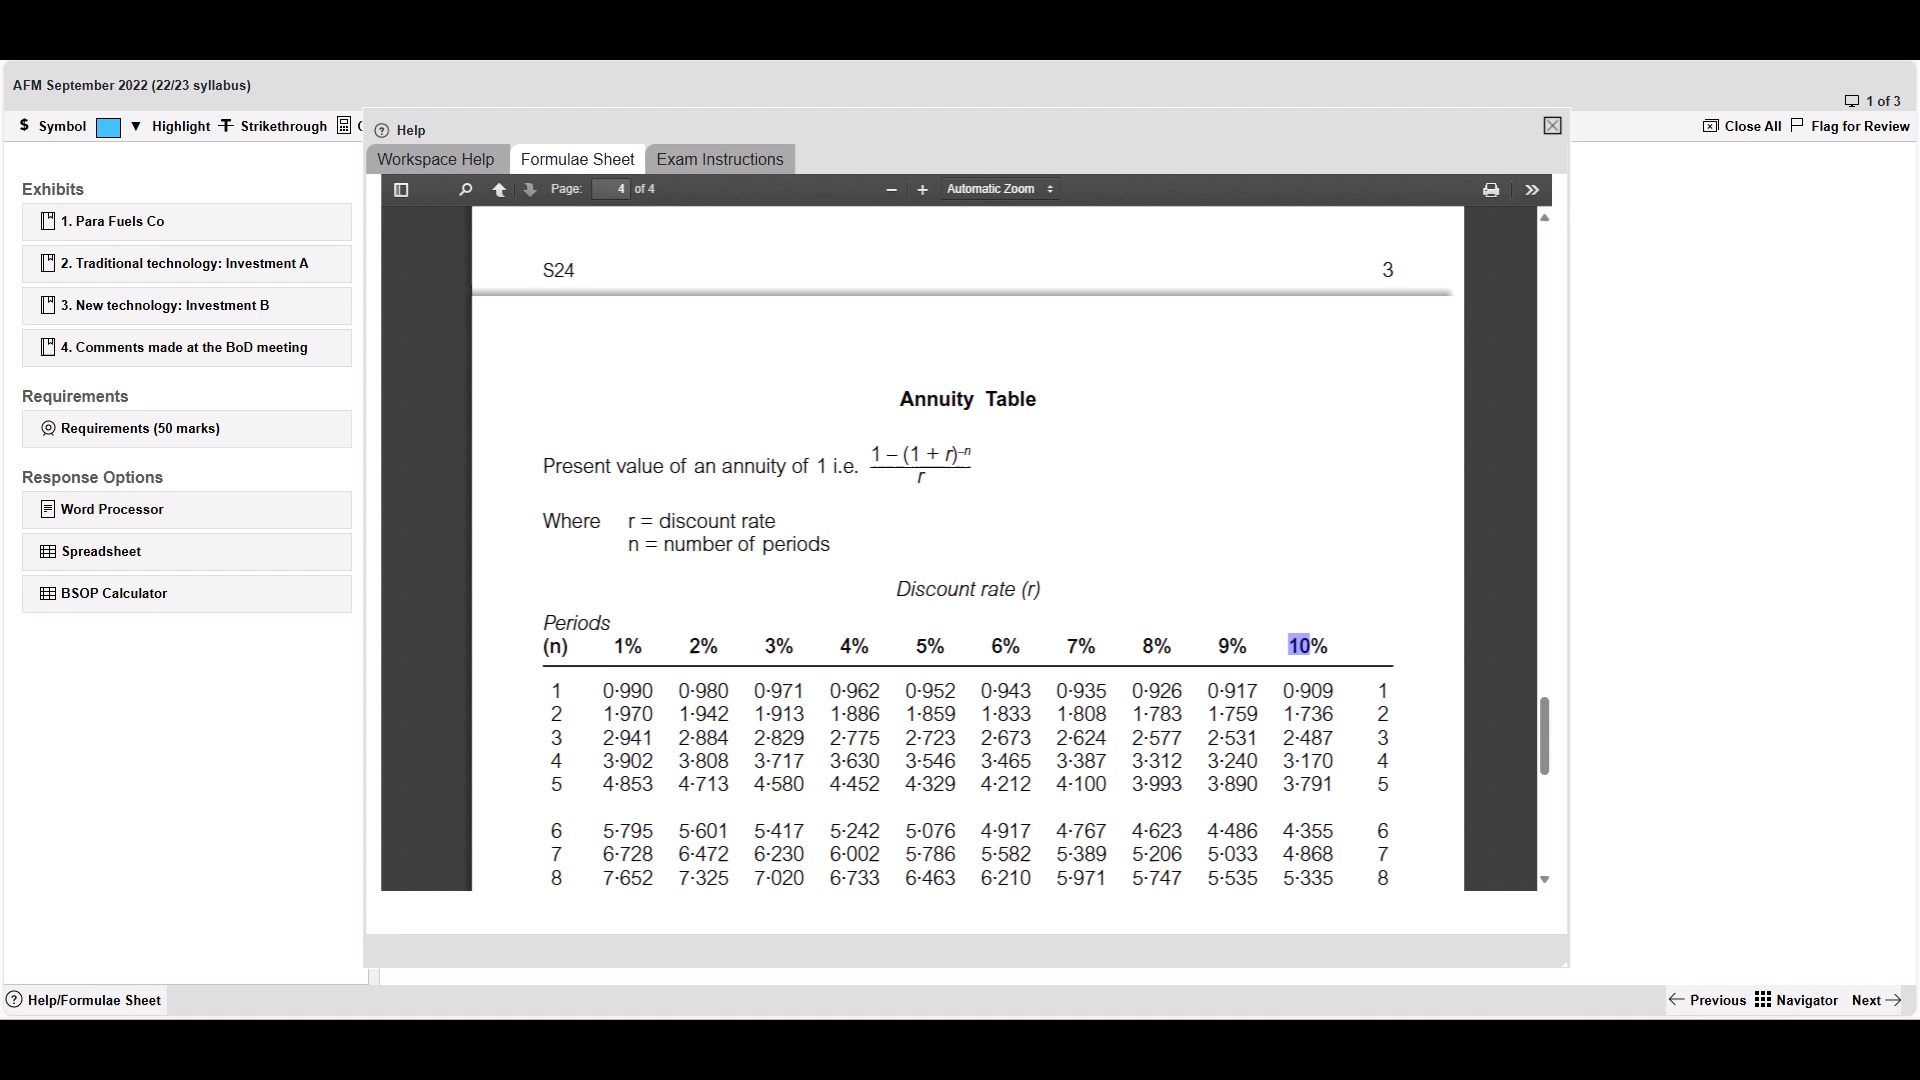 AFM September 2022 (22/23 syllabus)
1 of 3
$ Symbol ▼ Highlight Strikethrough
Close All Flag for Review
Help
Workspace Help Formulae Sheet Exam Instructions
Page: 4 of 4 Automatic Zoom
Exhibits
1. Para Fuels Co
2. Traditional technology: Investment A
3. New technology: Investment B
4. Comments made at the BoD meeting
Requirements
Requirements (50 marks)
Response Options
Word Processor
Spreadsheet
BSOP Calculator
S24 3
Annuity Table
Present value of an annuity of 1 i.e. 1 – (1 + r)⁻ⁿ
r
Where r = discount rate
n = number of periods
Discount rate (r)
Periods
(n) 1% 2% 3% 4% 5% 6% 7% 8% 9% 10%
1 0·990 0·980 0·971 0·962 0·952 0·943 0·935 0·926 0·917 0·909 1
2 1·970 1·942 1·913 1·886 1·859 1·833 1·808 1·783 1·759 1·736 2
3 2·941 2·884 2·829 2·775 2·723 2·673 2·624 2·577 2·531 2·487 3
4 3·902 3·808 3·717 3·630 3·546 3·465 3·387 3·312 3·240 3·170 4
5 4·853 4·713 4·580 4·452 4·329 4·212 4·100 3·993 3·890 3·791 5
6 5·795 5·601 5·417 5·242 5·076 4·917 4·767 4·623 4·486 4·355 6
7 6·728 6·472 6·230 6·002 5·786 5·582 5·389 5·206 5·033 4·868 7
8 7·652 7·325 7·020 6·733 6·463 6·210 5·971 5·747 5·535 5·335 8
Help/Formulae Sheet
Previous Navigator Next